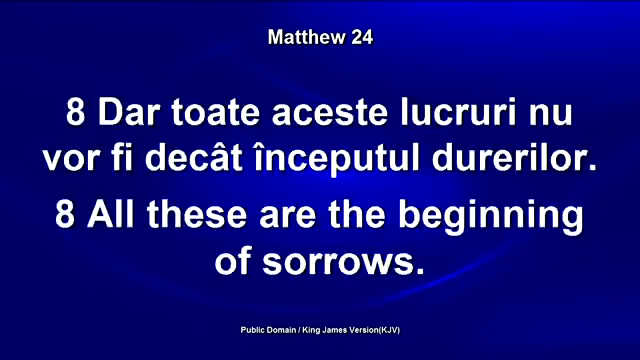 Matthew 24
8 Dar toate aceste lucruri nu
vor fi decât începutul durerilor.
8 All these are the beginning
of sorrows.
Public Domain / King James Version(KJV)